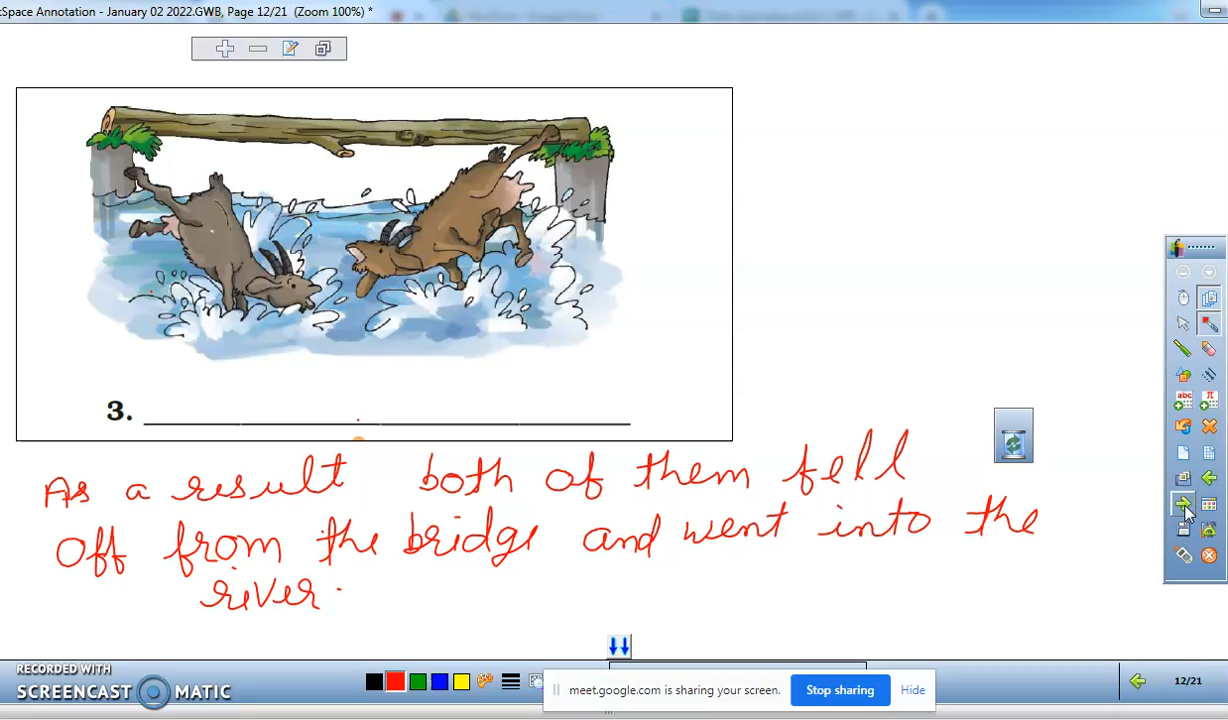 Space Annotation - January 02 2022.GWB, Page 12/21 (Zoom 100%) *
3.
As a result both of them fell
off from the bridge and went into the
river.
abc
π
RECORDED WITH
SCREENCAST MATIC
meet.google.com is sharing your screen.
Stop sharing
Hide
12/21